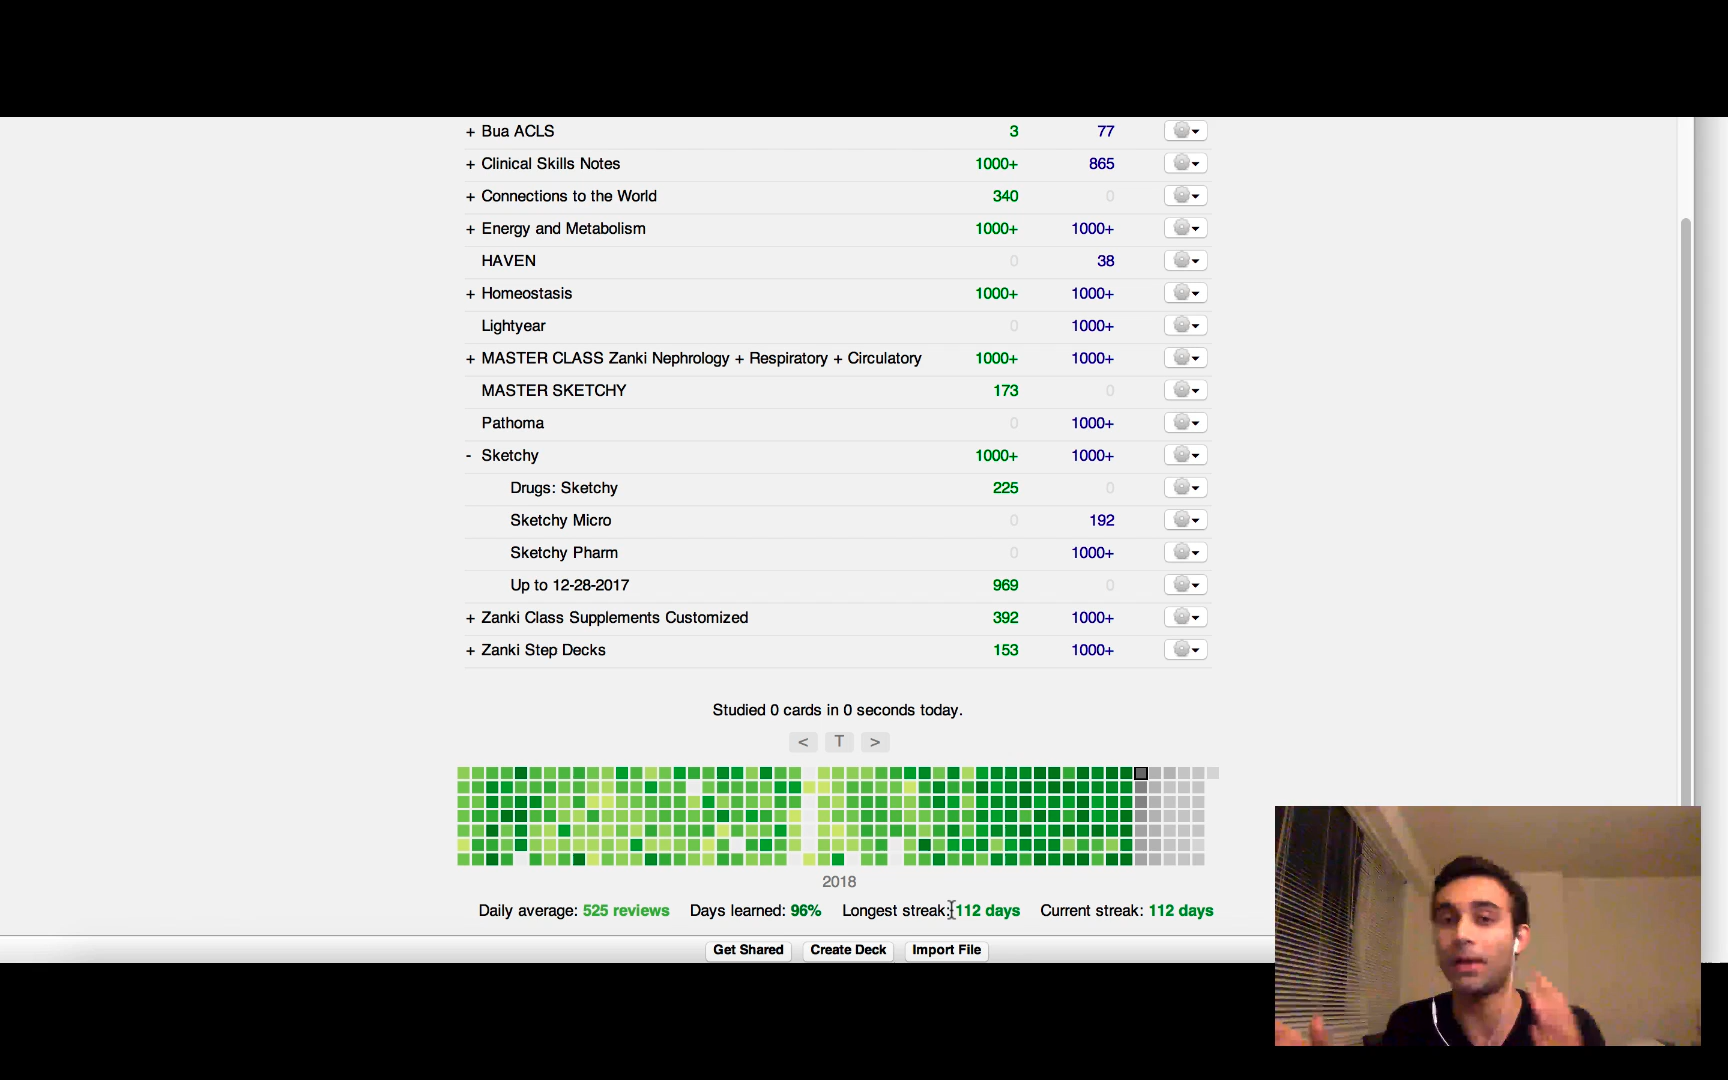 + Bua ACLS 3 77
+ Clinical Skills Notes 1000+ 865
+ Connections to the World 340 0
+ Energy and Metabolism 1000+ 1000+
HAVEN 0 38
+ Homeostasis 1000+ 1000+
Lightyear 0 1000+
+ MASTER CLASS Zanki Nephrology + Respiratory + Circulatory 1000+ 1000+
MASTER SKETCHY 173 0
Pathoma 0 1000+
- Sketchy 1000+ 1000+
Drugs: Sketchy 225 0
Sketchy Micro 0 192
Sketchy Pharm 0 1000+
Up to 12-28-2017 969 0
+ Zanki Class Supplements Customized 392 1000+
+ Zanki Step Decks 153 1000+
Studied 0 cards in 0 seconds today.
< T >
2018
Daily average: 525 reviews Days learned: 96% Longest streak: 112 days Current streak: 112 days
Get Shared Create Deck Import File